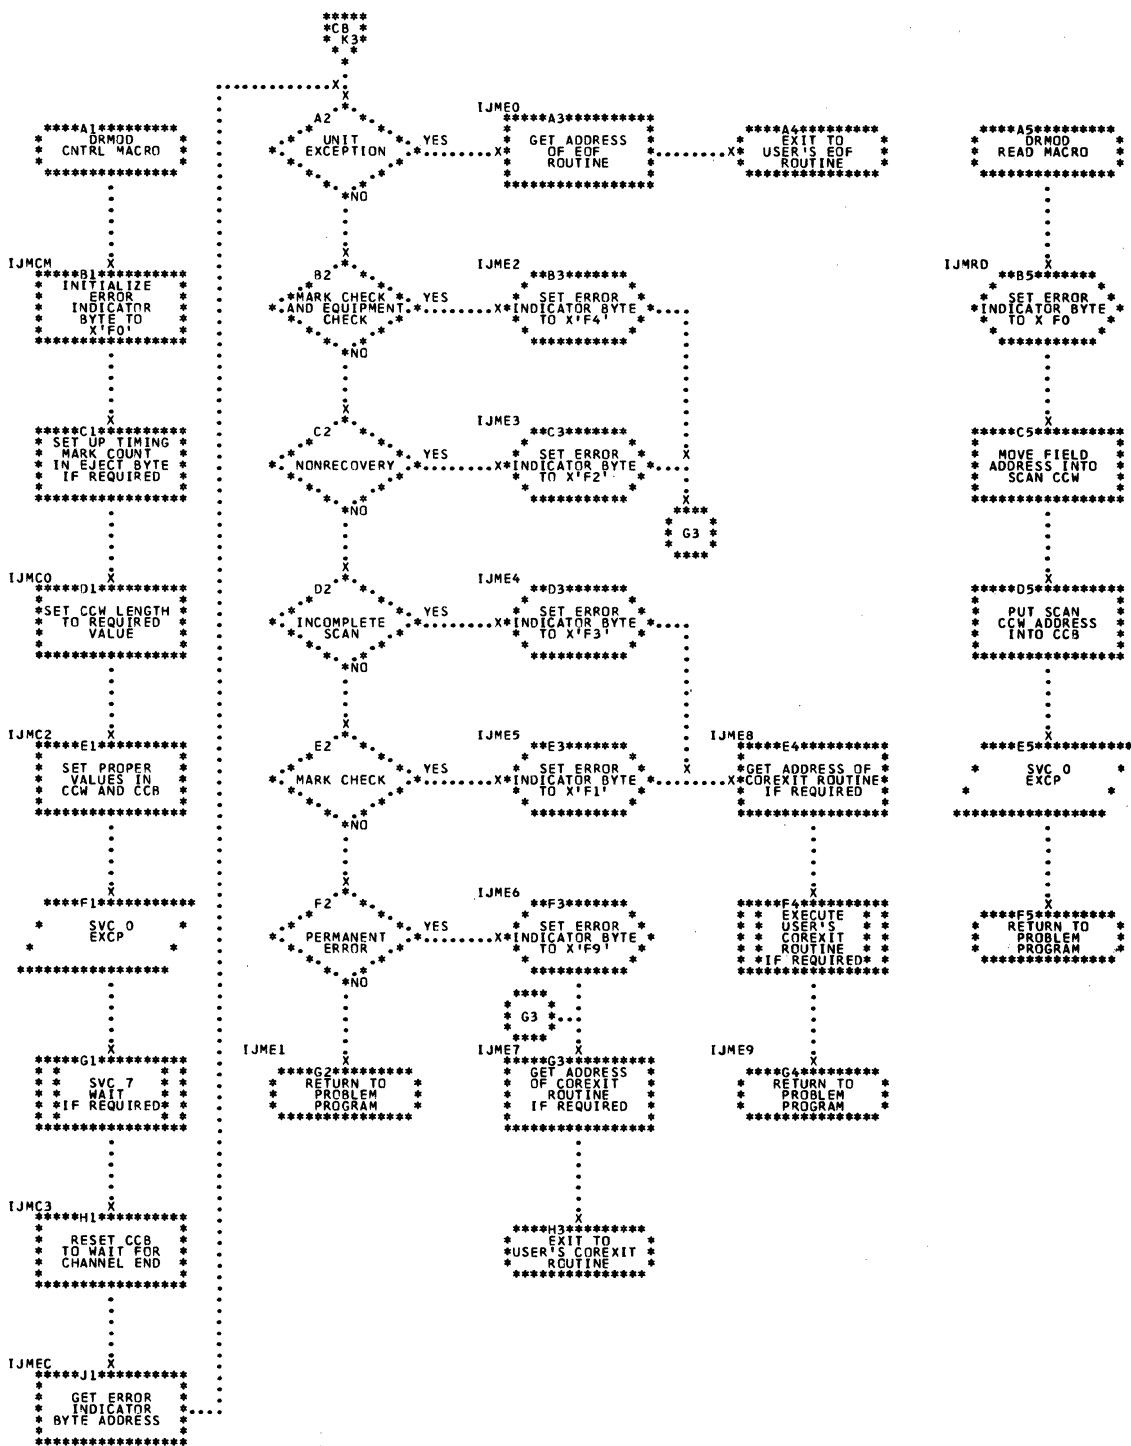 CB
K3
A1
DRMOD
CNTRL MACRO
IJMCM
B1
INITIALIZE
ERROR
INDICATOR
BYTE TO
X'F0'
C1
SET UP TIMING
MARK COUNT
IN EJECT BYTE
IF REQUIRED
IJMC0
D1
SET CCW LENGTH
TO REQUIRED
VALUE
IJMC2
E1
SET PROPER
VALUES IN
CCW AND CCB
F1
SVC 0
EXCP
G1
SVC 7
WAIT
IF REQUIRED
IJMC3
H1
RESET CCB
TO WAIT FOR
CHANNEL END
IJMEC
J1
GET ERROR
INDICATOR
BYTE ADDRESS
A2
UNIT
EXCEPTION
YES
NO
B2
MARK CHECK
AND EQUIPMENT
CHECK
YES
NO
C2
NONRECOVERY
YES
NO
D2
INCOMPLETE
SCAN
YES
NO
E2
MARK CHECK
YES
NO
F2
PERMANENT
ERROR
YES
NO
IJME1
G2
RETURN TO
PROBLEM
PROGRAM
IJME0
A3
GET ADDRESS
OF EOF
ROUTINE
IJME2
B3
SET ERROR
INDICATOR BYTE
TO X'F4'
IJME3
C3
SET ERROR
INDICATOR BYTE
TO X'F2'
G3
IJME4
D3
SET ERROR
INDICATOR BYTE
TO X'F3'
IJME5
E3
SET ERROR
INDICATOR BYTE
TO X'F1'
IJME6
F3
SET ERROR
INDICATOR BYTE
TO X'F9'
G3
IJME7
G3
GET ADDRESS
OF COREXIT
ROUTINE
IF REQUIRED
H3
EXIT TO
USER'S COREXIT
ROUTINE
A4
EXIT TO
USER'S EOF
ROUTINE
IJME8
E4
GET ADDRESS OF
COREXIT ROUTINE
IF REQUIRED
F4
EXECUTE
USER'S
COREXIT
ROUTINE
IF REQUIRED
IJME9
G4
RETURN TO
PROBLEM
PROGRAM
A5
DRMOD
READ MACRO
IJMRD
B5
SET ERROR
INDICATOR BYTE
TO X F0
C5
MOVE FIELD
ADDRESS INTO
SCAN CCW
D5
PUT SCAN
CCW ADDRESS
INTO CCB
E5
SVC 0
EXCP
F5
RETURN TO
PROBLEM
PROGRAM